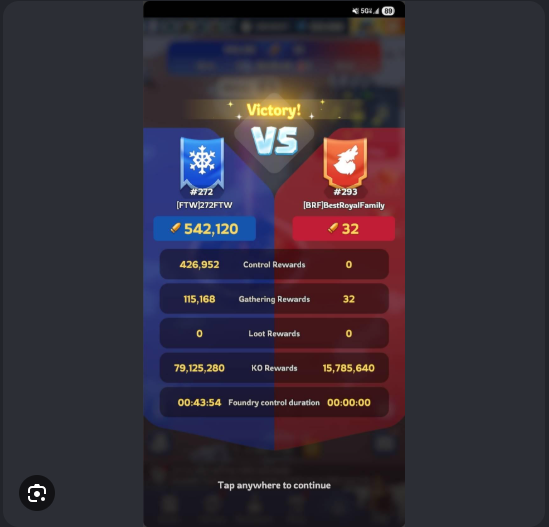 5G 89
Victory!
VS
#272 #293
[FTW]272FTW [BRF]BestRoyalFamily
542,120 32
426,952 Control Rewards 0
115,168 Gathering Rewards 32
0 Loot Rewards 0
79,125,280 KO Rewards 15,785,640
00:43:54 Foundry control duration 00:00:00
Tap anywhere to continue